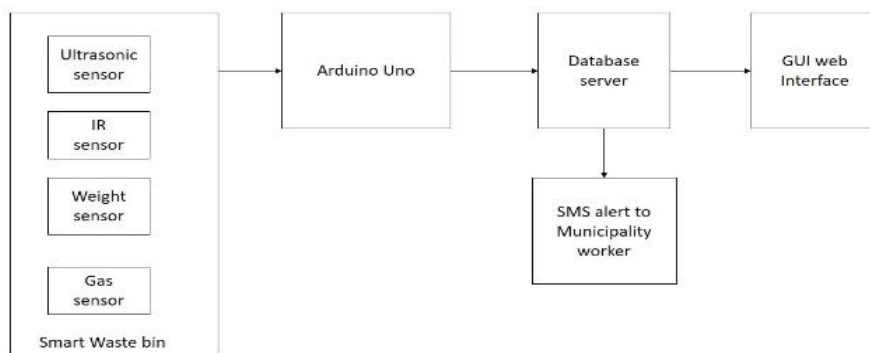 Ultrasonic
sensor
IR
sensor
Weight
sensor
Gas
sensor
Smart Waste bin
Arduino Uno
Database
server
GUI web
Interface
SMS alert to
Municipality
worker